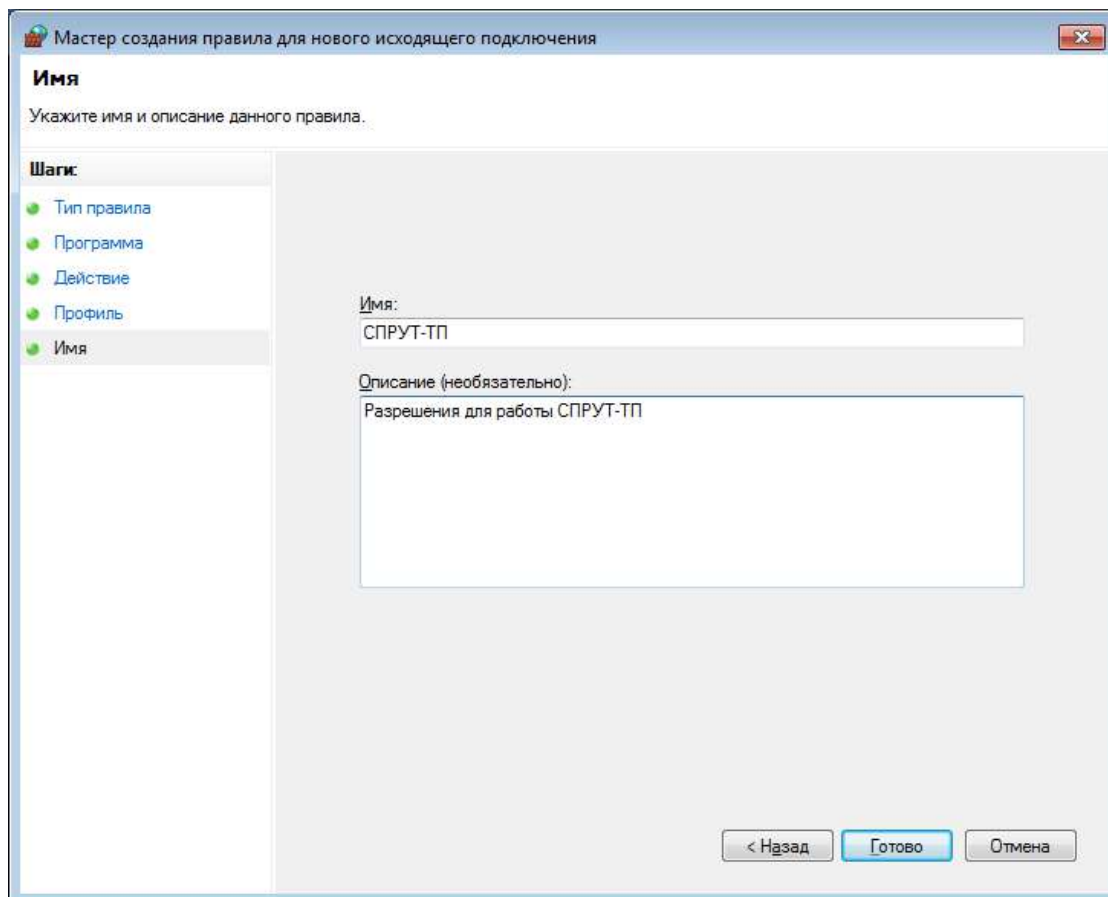 Мастер создания правила для нового исходящего подключения
Имя
Укажите имя и описание данного правила.
Шаги:
Тип правила
Программа
Действие
Профиль
Имя
Имя:
СПРУТ-ТП
Описание (необязательно):
Разрешения для работы СПРУТ-ТП
< Назад
Готово
Отмена